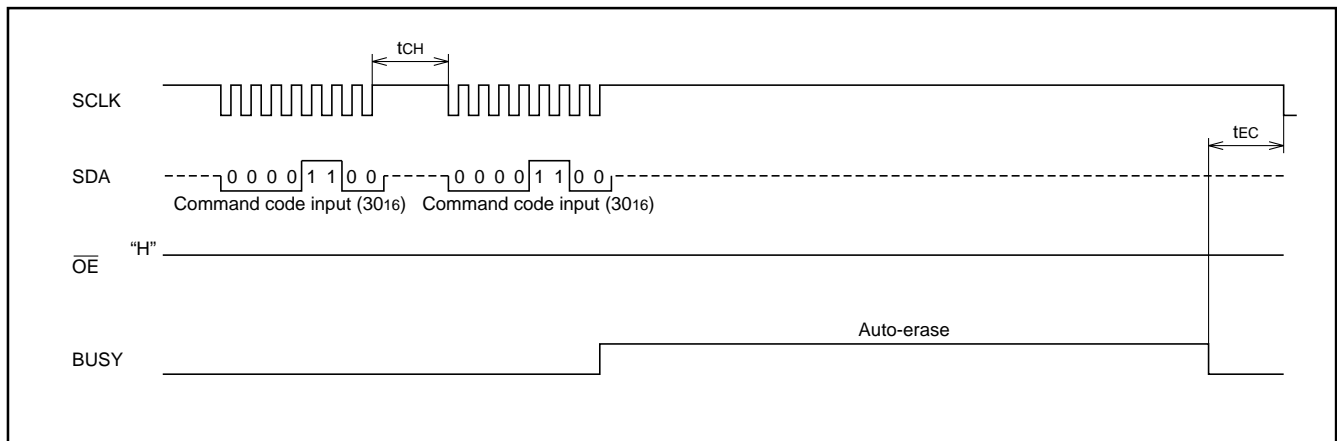 tCH
SCLK
tEC
SDA
0 0 0 0 1 1 0 0 0 0 0 0 1 1 0 0
Command code input (3016) Command code input (3016)
“H”
OE
Auto-erase
BUSY